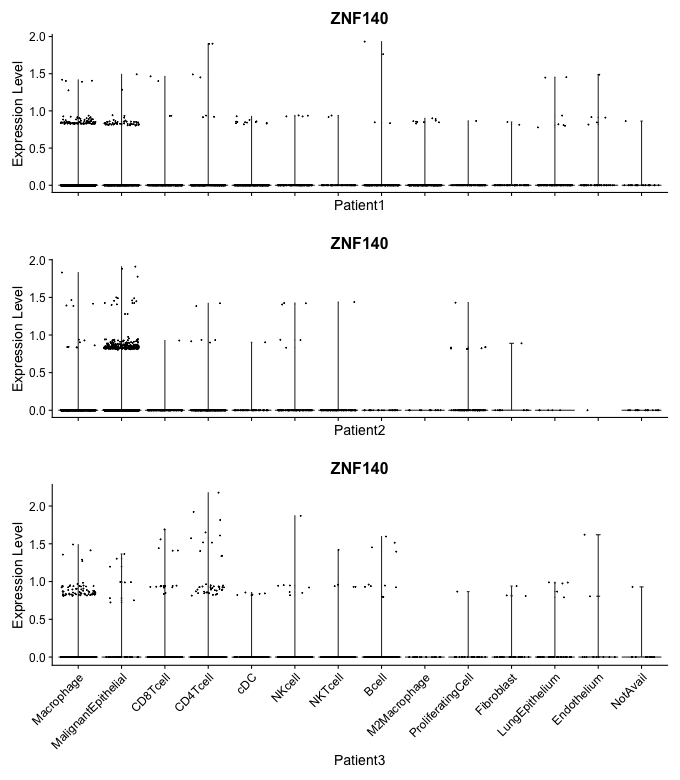 ZNF140
Expression Level
2.0
1.5
1.0
0.5
0.0
Patient1
ZNF140
Expression Level
2.0
1.5
1.0
0.5
0.0
Patient2
ZNF140
Expression Level
2.0
1.5
1.0
0.5
0.0
Macrophage
MalignantEpithelial
CD8Tcell
CD4Tcell
cDC
NKcell
NKTcell
Bcell
M2Macrophage
ProliferatingCell
Fibroblast
LungEpithelium
Endothelium
NotAvail
Patient3